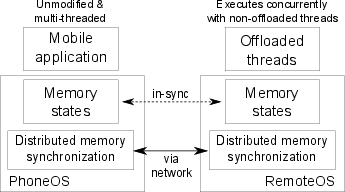 Unmodified &
multi-threaded
Executes concurrently
with non-offloaded threads
Mobile
application
Offloaded
threads
Memory
states
in-sync
Memory
states
Distributed memory
synchronization
via
network
Distributed memory
synchronization
PhoneOS
RemoteOS